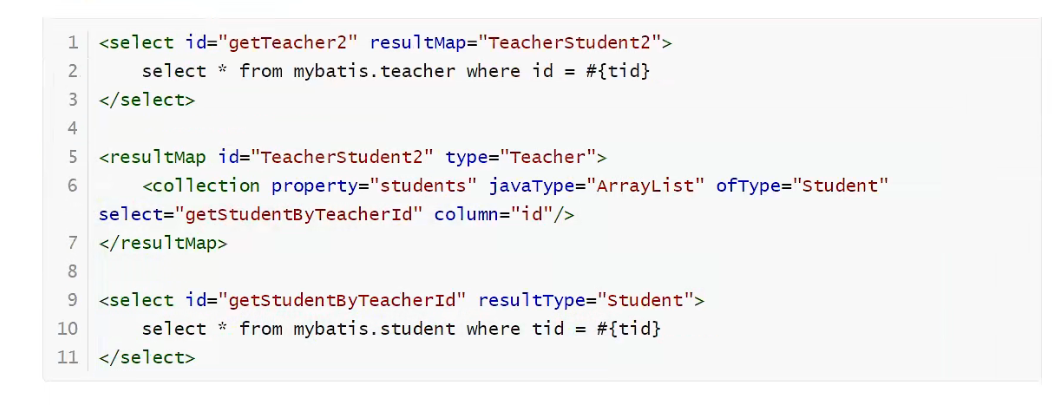 1 <select id="getTeacher2" resultMap="TeacherStudent2">
2     select * from mybatis.teacher where id = #{tid}
3 </select>
4
5 <resultMap id="TeacherStudent2" type="Teacher">
6     <collection property="students" javaType="ArrayList" ofType="Student"
select="getStudentByTeacherId" column="id"/>
7 </resultMap>
8
9 <select id="getStudentByTeacherId" resultType="Student">
10     select * from mybatis.student where tid = #{tid}
11 </select>